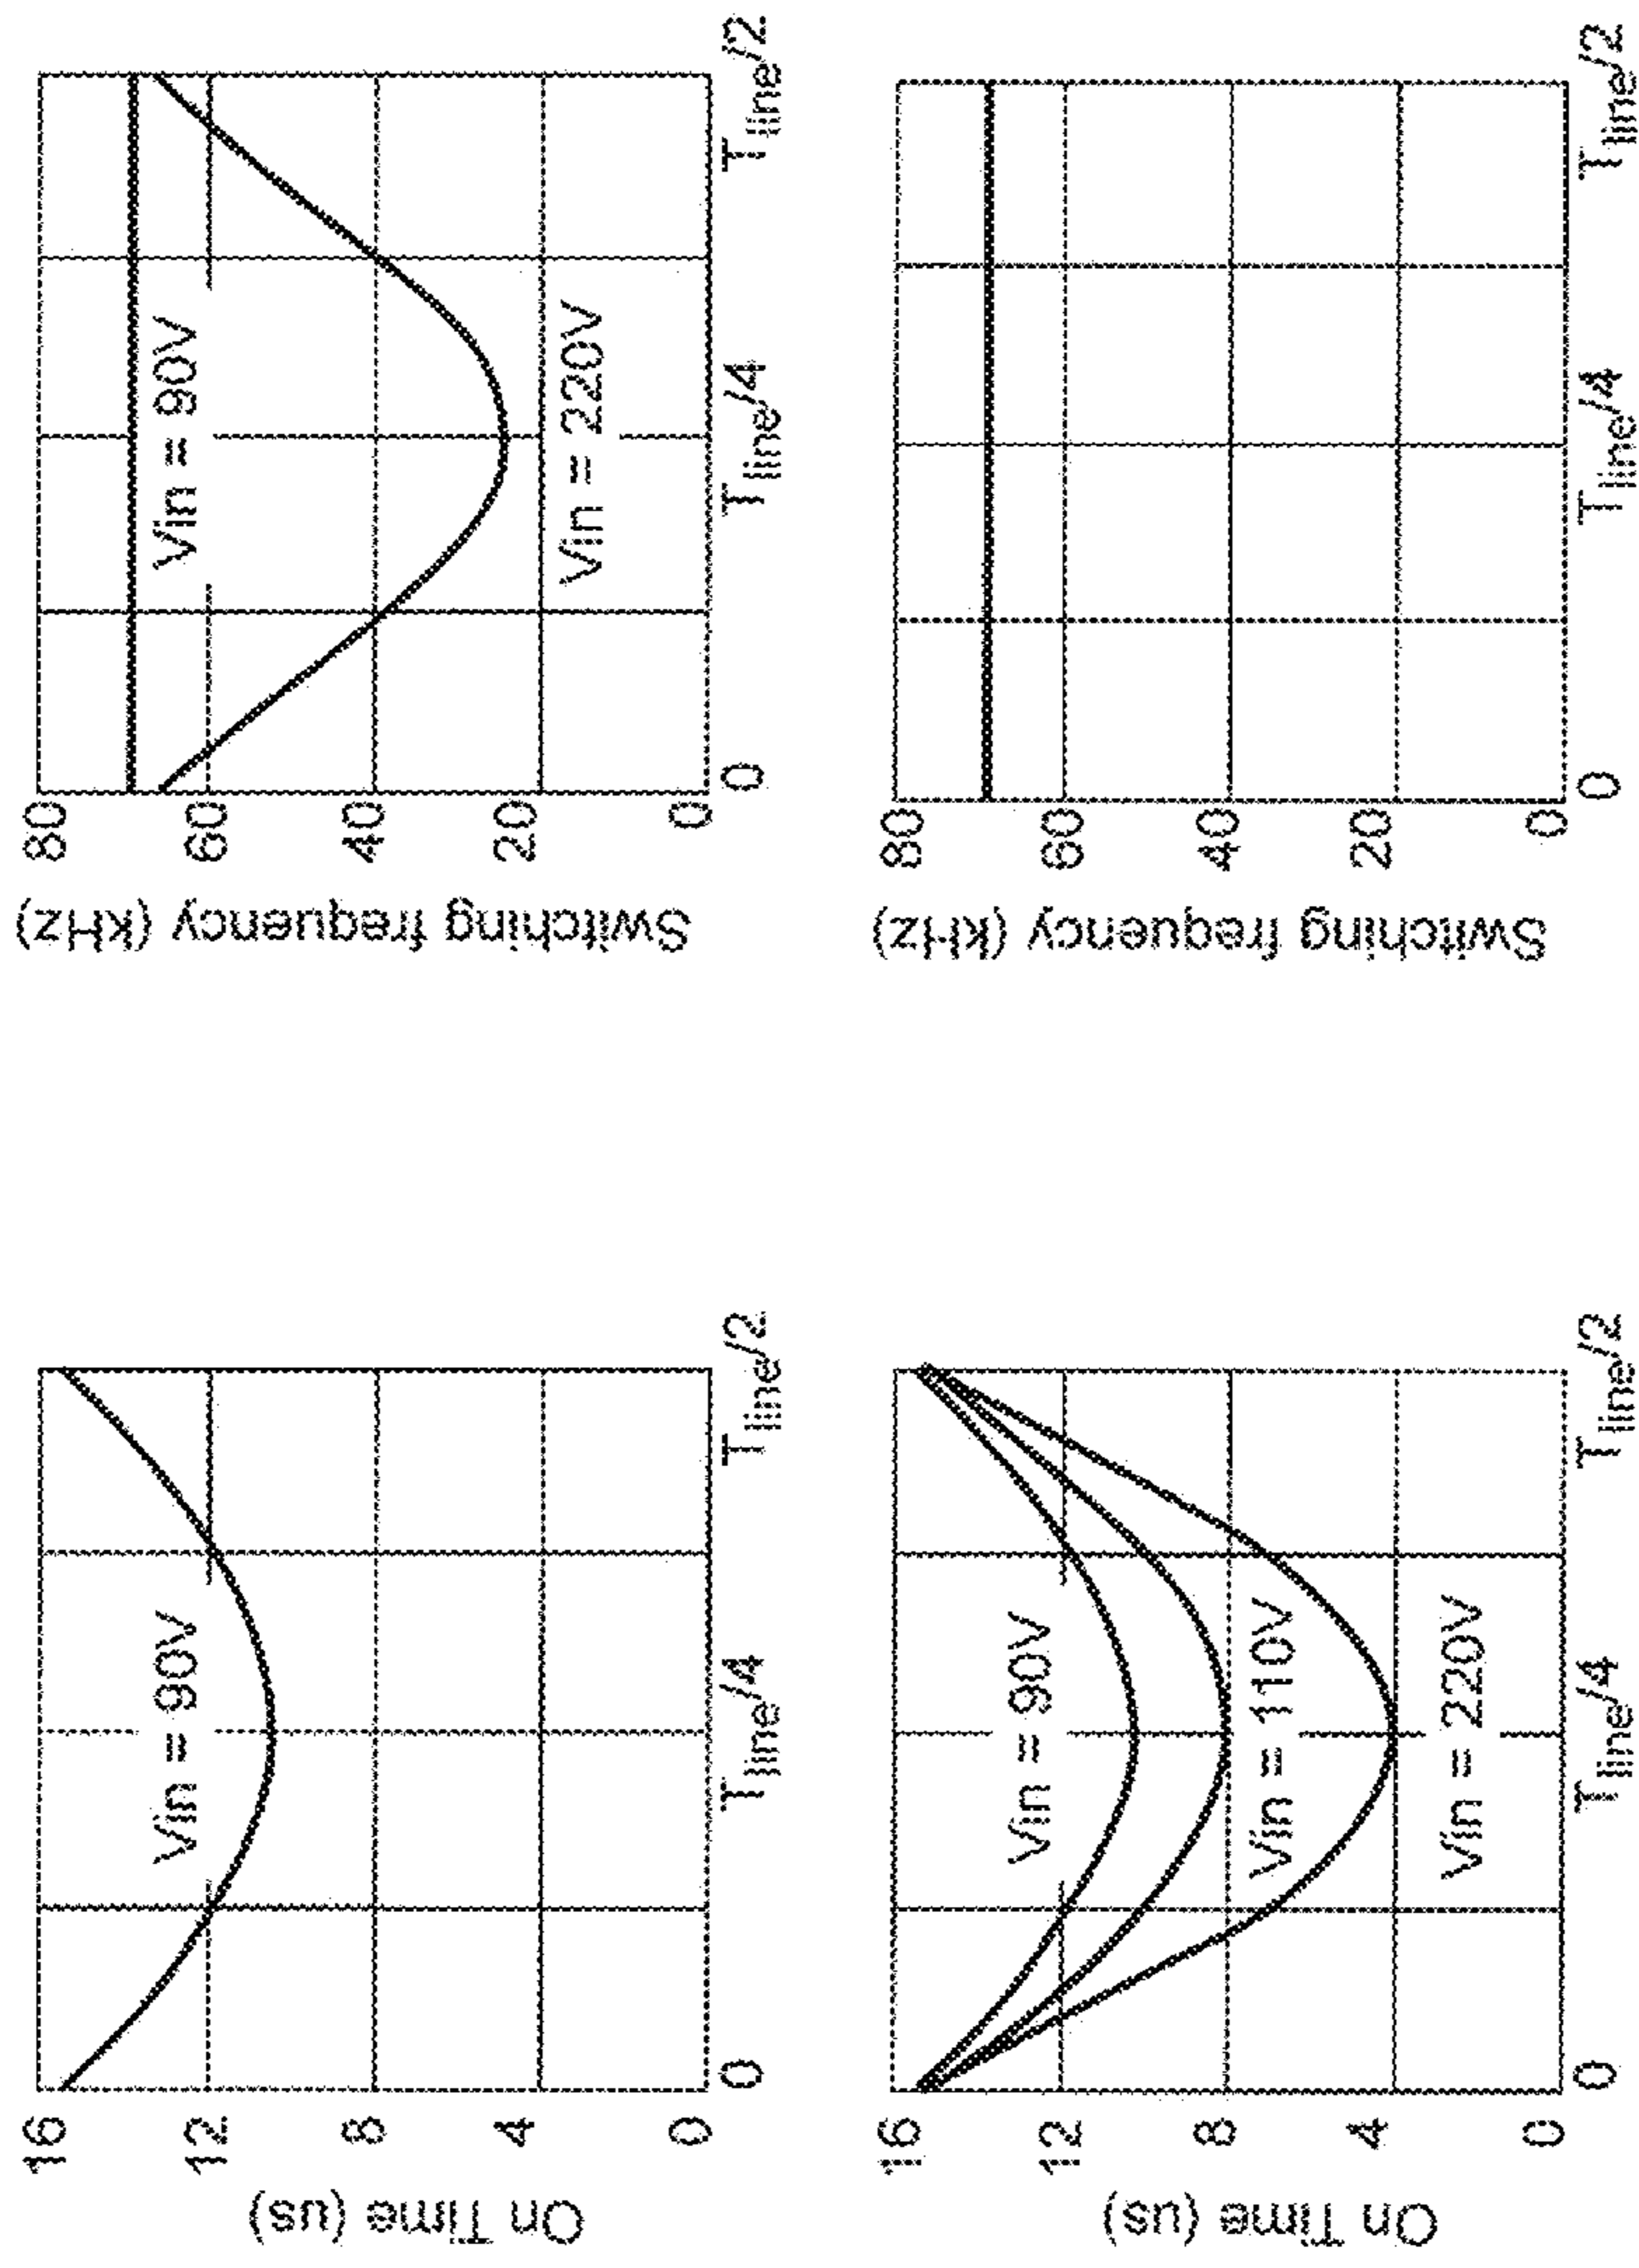 On Time (us)
16
12
8
4
0
Vin = 90V
0
Tline/4
Tline/2
Switching frequency (kHz)
80
60
40
20
0
Vin = 90V
Vin = 220V
0
Tline/4
Tline/2
On Time (us)
16
12
8
4
0
Vin = 90V
Vin = 110V
Vin = 220V
0
Tline/4
Tline/2
Switching frequency (kHz)
80
60
40
20
0
0
Tline/4
Tline/2